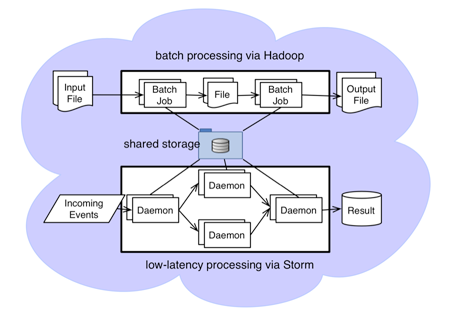 batch processing via Hadoop
Input
File
Batch
Job
File
Batch
Job
Output
File
shared storage
Incoming
Events
Daemon
Daemon
Daemon
Daemon
Result
low-latency processing via Storm